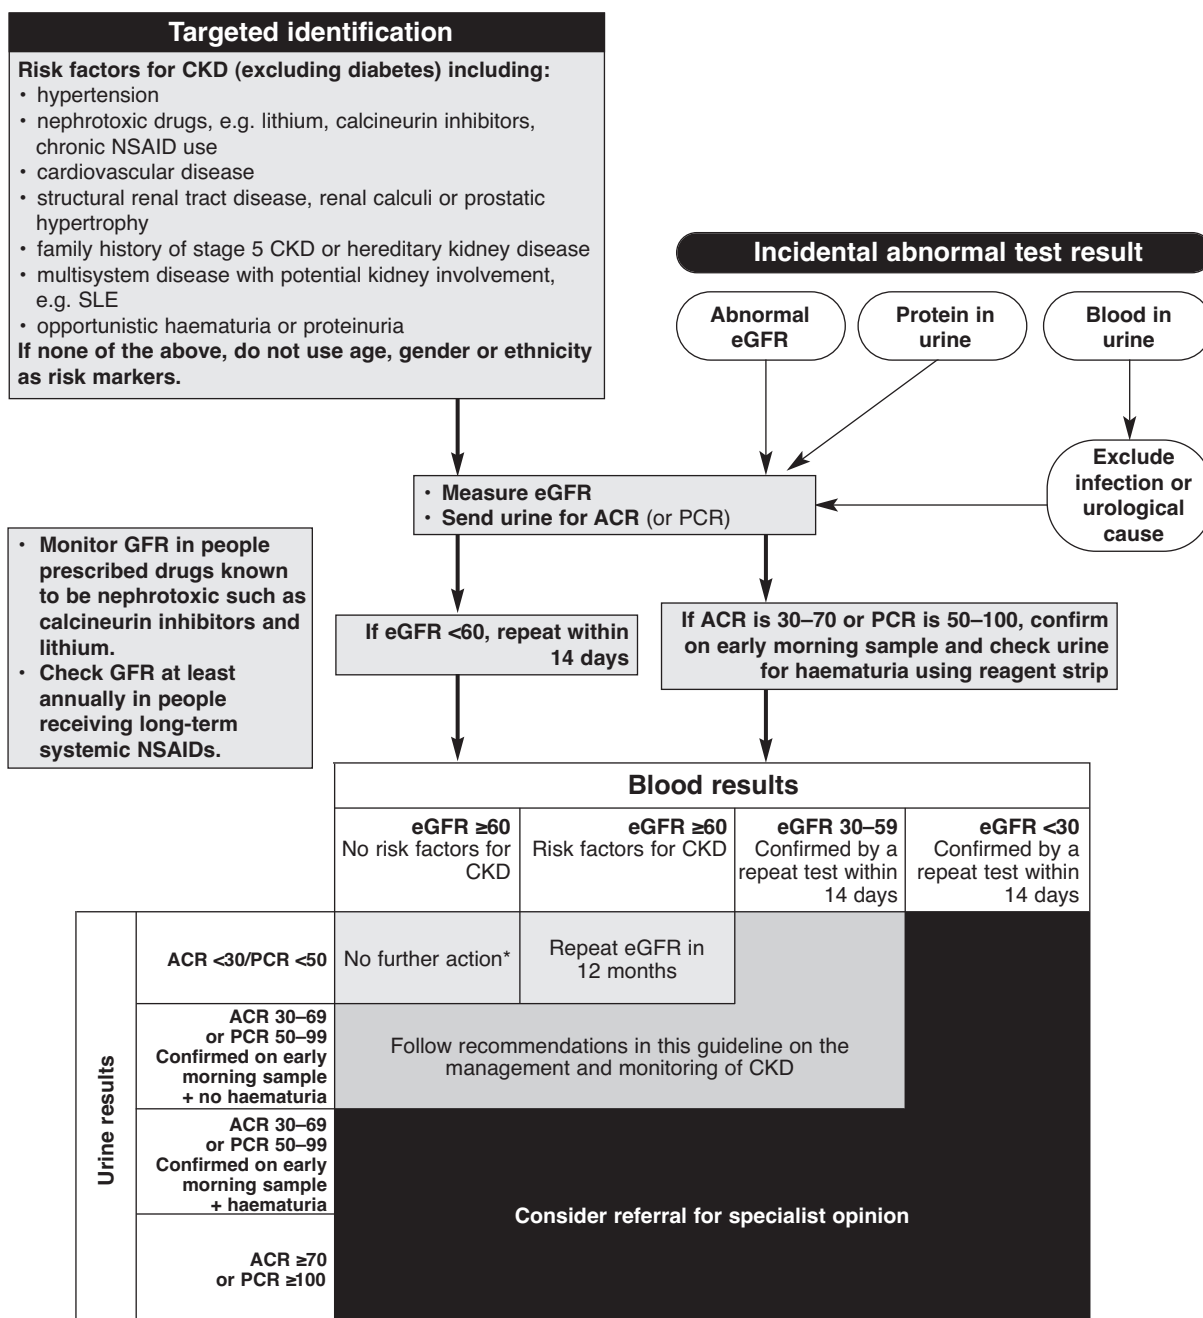 Targeted identification
Risk factors for CKD (excluding diabetes) including:
· hypertension
· nephrotoxic drugs, e.g. lithium, calcineurin inhibitors,
chronic NSAID use
· cardiovascular disease
· structural renal tract disease, renal calculi or prostatic
hypertrophy
· family history of stage 5 CKD or hereditary kidney disease
· multisystem disease with potential kidney involvement,
e.g. SLE
· opportunistic haematuria or proteinuria
If none of the above, do not use age, gender or ethnicity
as risk markers.
Incidental abnormal test result
Abnormal
eGFR
Protein in
urine
Blood in
urine
Exclude
infection or
urological
cause
· Measure eGFR
· Send urine for ACR (or PCR)
· Monitor GFR in people
prescribed drugs known
to be nephrotoxic such as
calcineurin inhibitors and
lithium.
· Check GFR at least
annually in people
receiving long-term
systemic NSAIDs.
If eGFR <60, repeat within
14 days
If ACR is 30–70 or PCR is 50–100, confirm
on early morning sample and check urine
for haematuria using reagent strip
Blood results
eGFR ≥60
No risk factors for
CKD
eGFR ≥60
Risk factors for CKD
eGFR 30–59
Confirmed by a
repeat test within
14 days
eGFR <30
Confirmed by a
repeat test within
14 days
Urine results
ACR <30/PCR <50
No further action*
Repeat eGFR in
12 months
ACR 30–69
or PCR 50–99
Confirmed on early
morning sample
+ no haematuria
Follow recommendations in this guideline on the
management and monitoring of CKD
ACR 30–69
or PCR 50–99
Confirmed on early
morning sample
+ haematuria
Consider referral for specialist opinion
ACR ≥70
or PCR ≥100